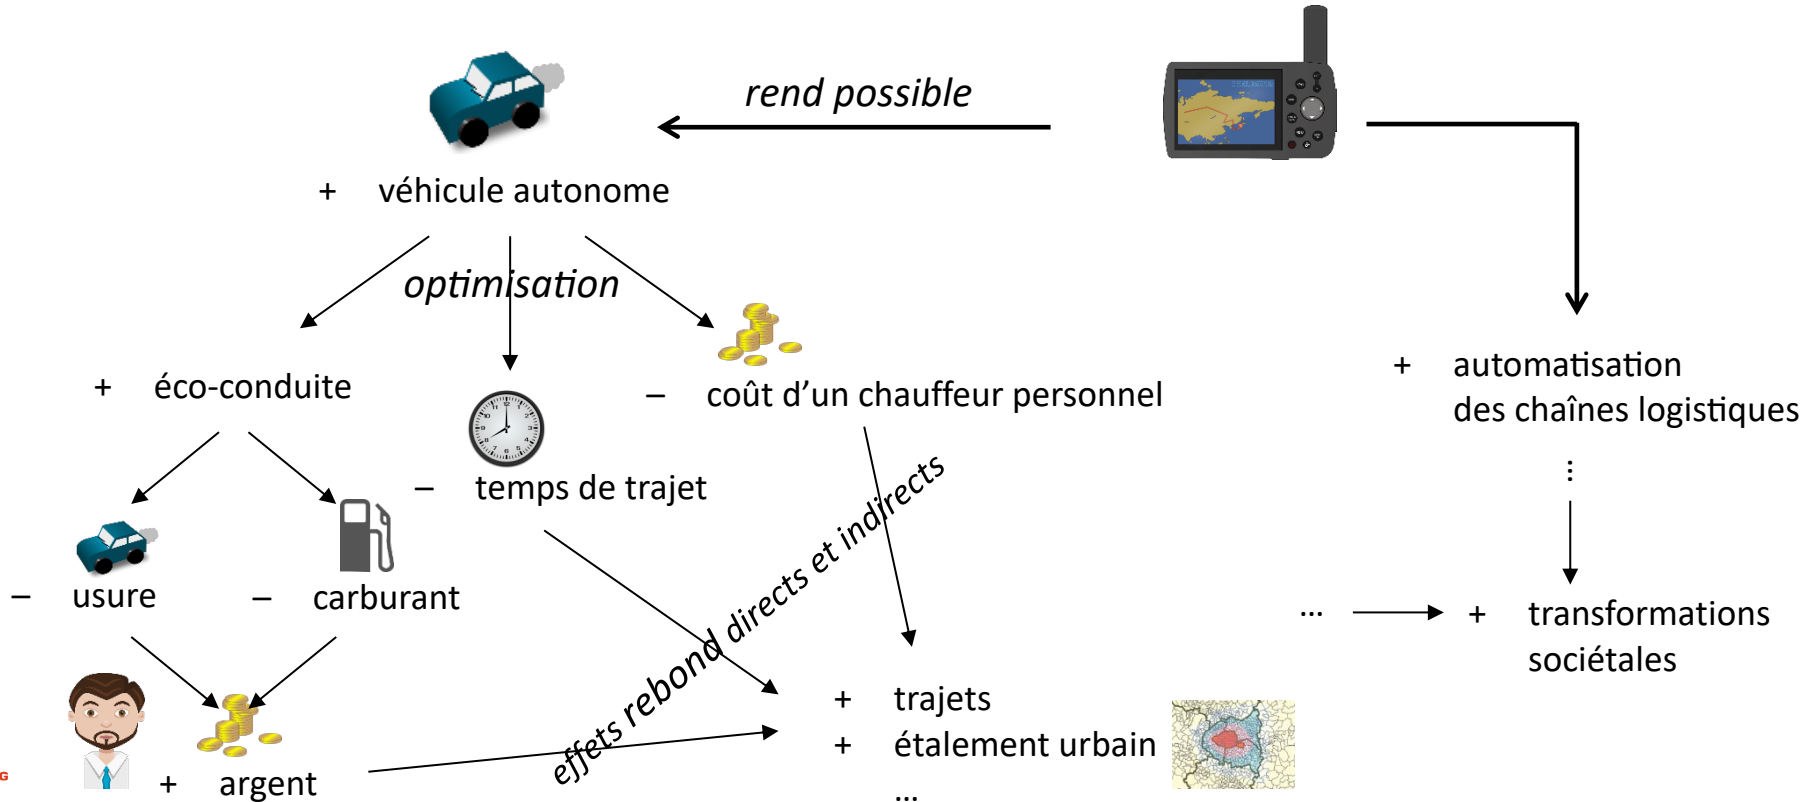 rend possible
+ véhicule autonome
optimisation
+ éco-conduite
– coût d’un chauffeur personnel
+ automatisation
des chaînes logistiques
...
– temps de trajet
– usure
– carburant
effets rebond directs et indirects
... + transformations
sociétales
+ trajets
+ étalement urbain
...
+ argent
G